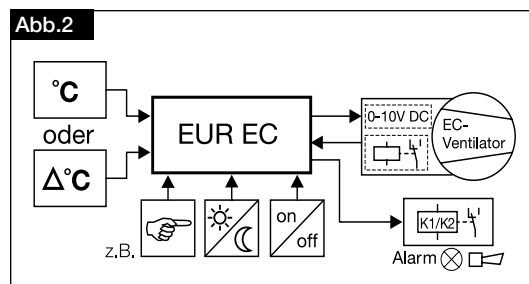 Abb.2
°C
oder
Δ°C
EUR EC
0-10V DC
EC-
Ventilator
z.B.
on
off
K1/K2
Alarm